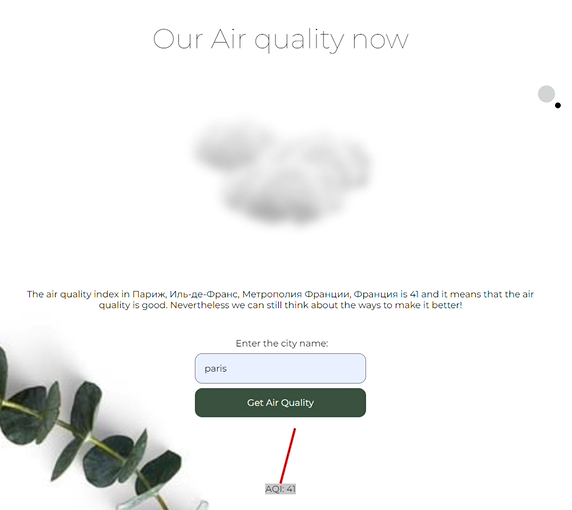 Our Air quality now
The air quality index in Париж, Иль-де-Франс, Метрополия Франции, Франция is 41 and it means that the air
quality is good. Nevertheless we can still think about the ways to make it better!
Enter the city name:
paris
Get Air Quality
AQI: 41